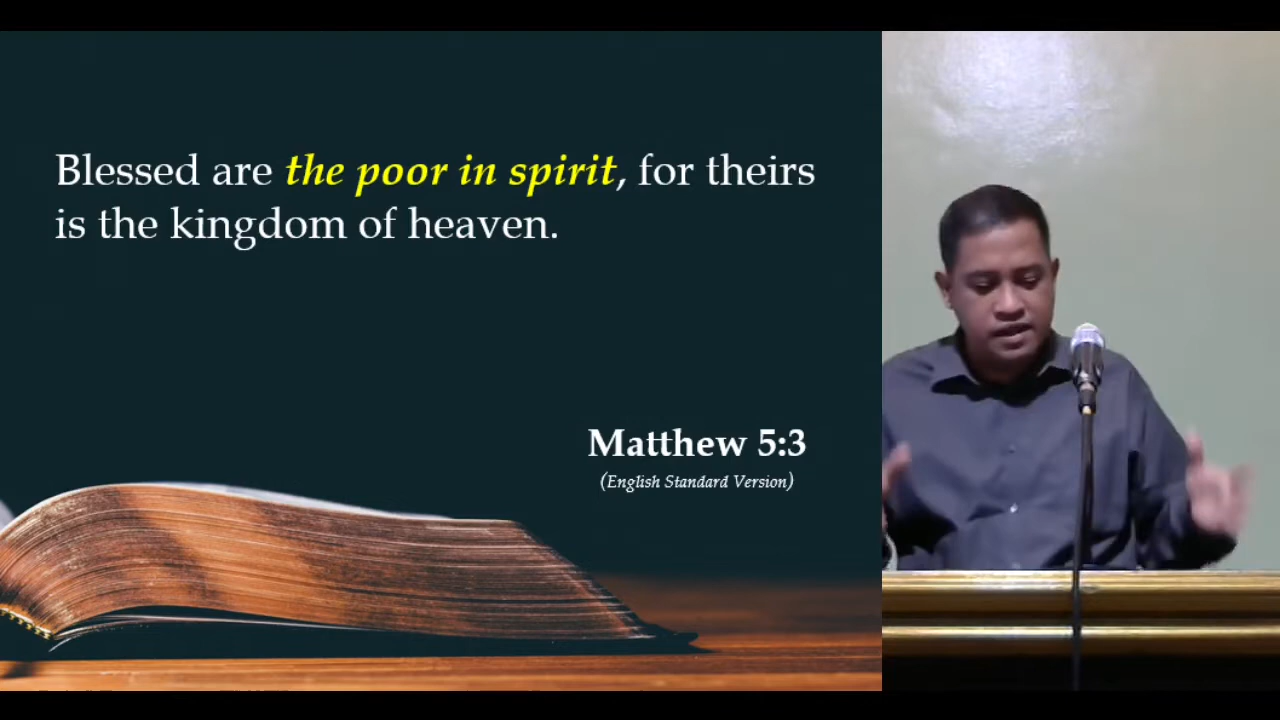 Blessed are the poor in spirit, for theirs
is the kingdom of heaven.
Matthew 5:3
(English Standard Version)